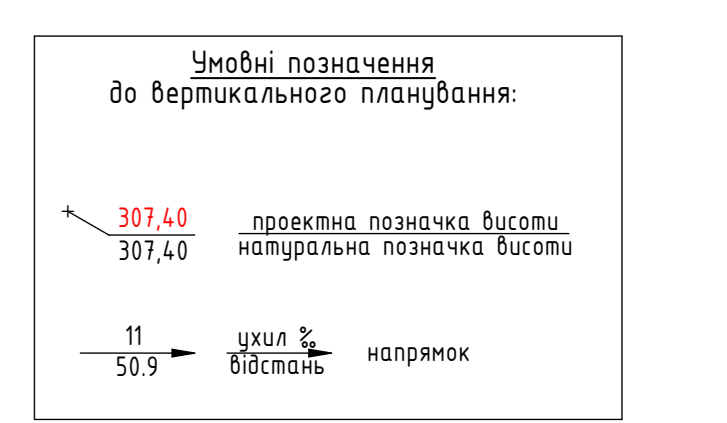 Умовні позначення
до вертикального планування:
307,40 проектна позначка висоти
307,40 натуральна позначка висоти
11 ухил ‰
50.9 відстань напрямок